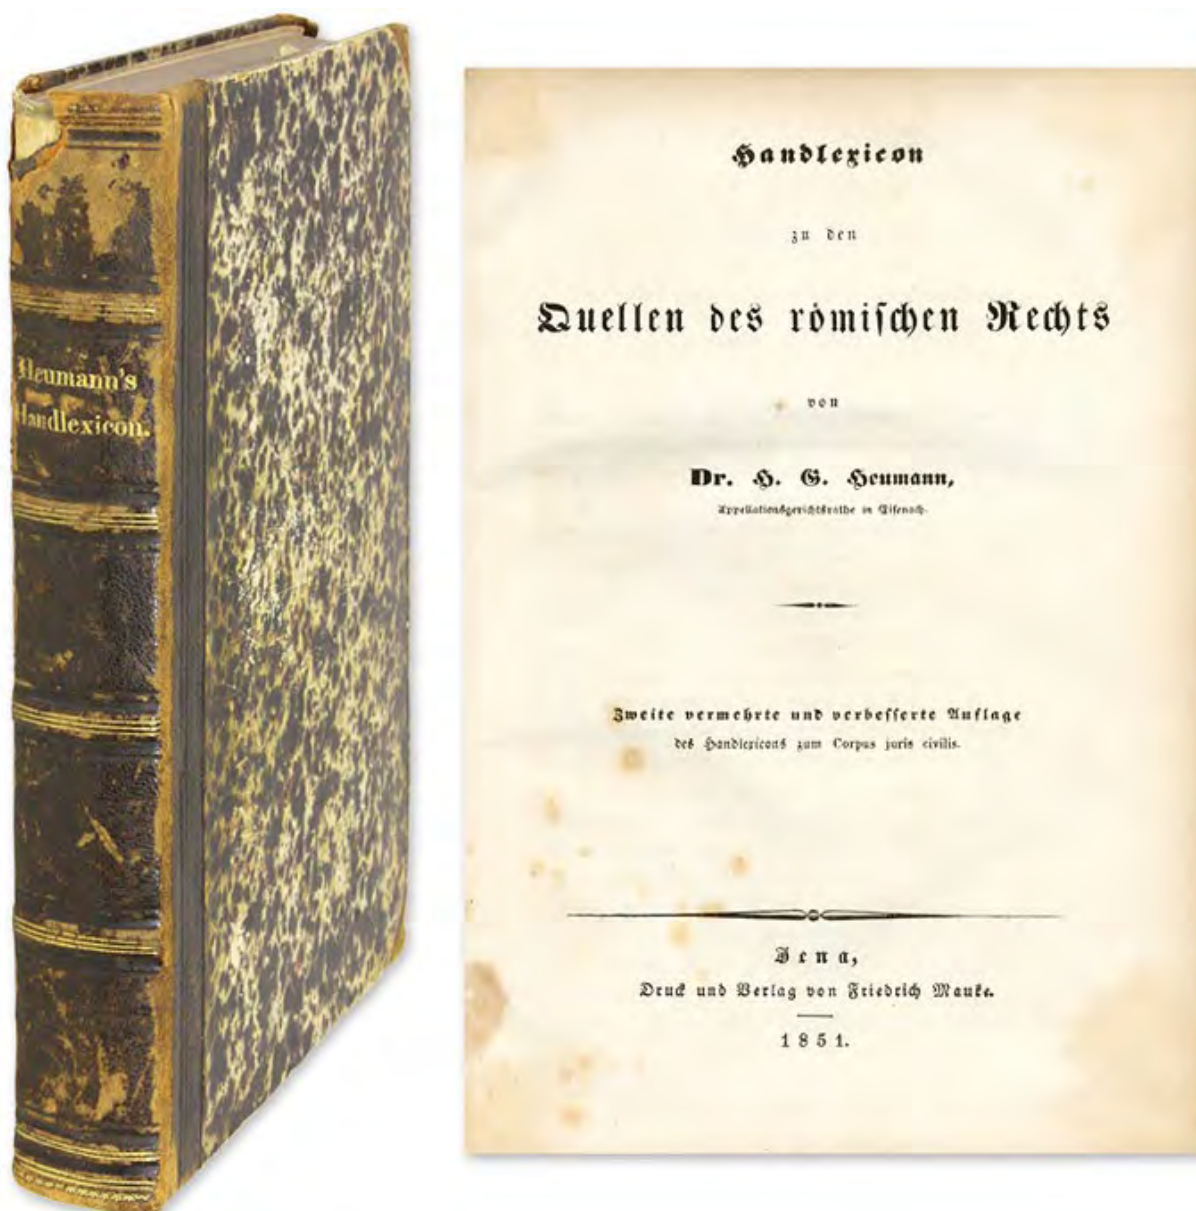 Heumann's
Handlexicon.
Handlexicon
zu den
Quellen des römischen Rechts
von
Dr. H. G. Heumann,
Appellationsgerichtsrathe in Eisenach.
Zweite vermehrte und verbesserte Auflage
des Handlexicons zum Corpus juris civilis.
Jena,
Druck und Verlag von Friedrich Mauke.
1851.